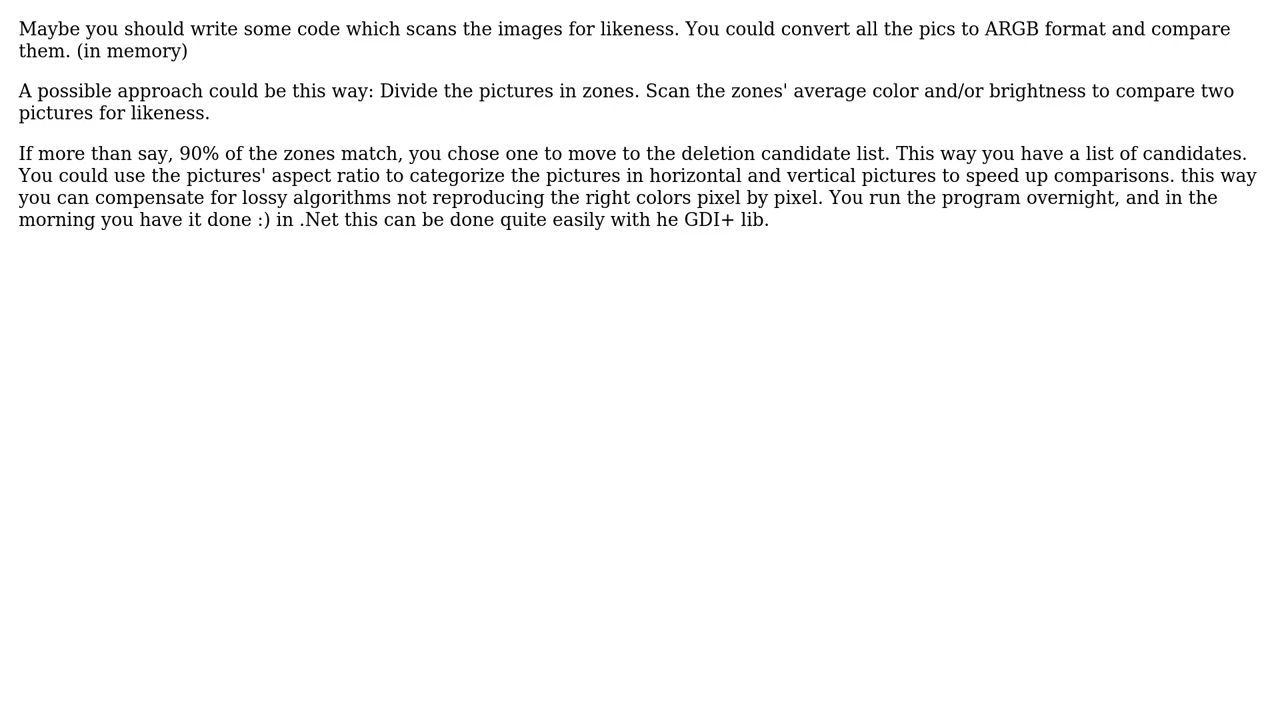 Maybe you should write some code which scans the images for likeness. You could convert all the pics to ARGB format and compare
them. (in memory)
A possible approach could be this way: Divide the pictures in zones. Scan the zones' average color and/or brightness to compare two
pictures for likeness.
If more than say, 90% of the zones match, you chose one to move to the deletion candidate list. This way you have a list of candidates.
You could use the pictures' aspect ratio to categorize the pictures in horizontal and vertical pictures to speed up comparisons. this way
you can compensate for lossy algorithms not reproducing the right colors pixel by pixel. You run the program overnight, and in the
morning you have it done :) in .Net this can be done quite easily with he GDI+ lib.